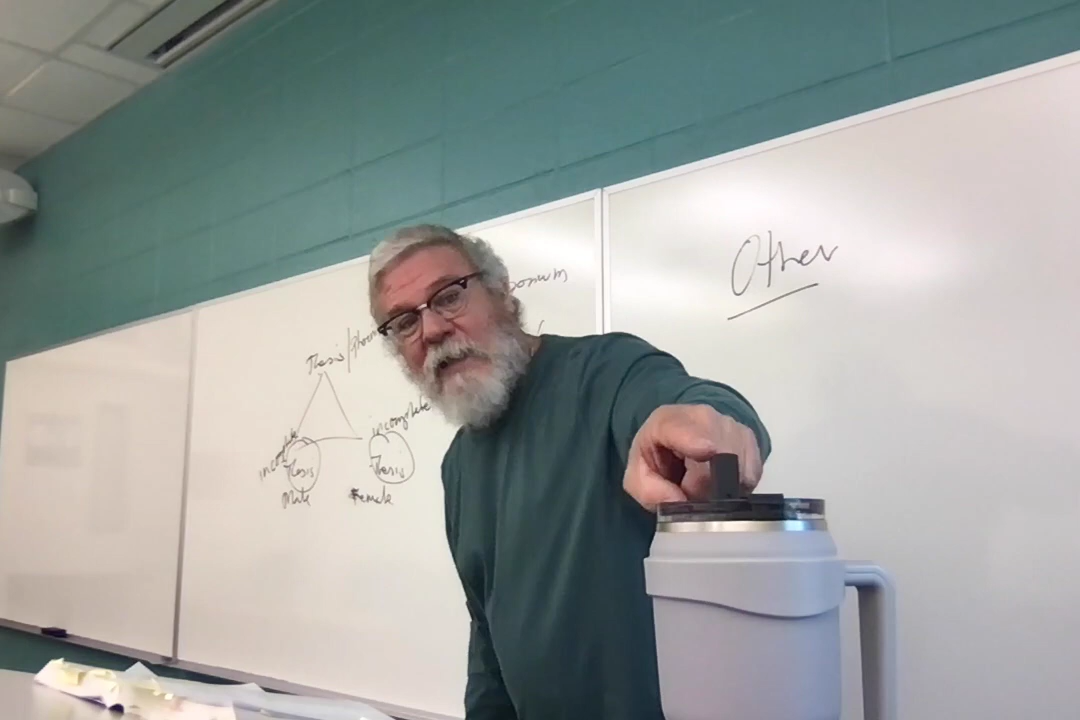 Thesis/
incomplete
Thesis
Male
incomplete
Thesis
Female
Other